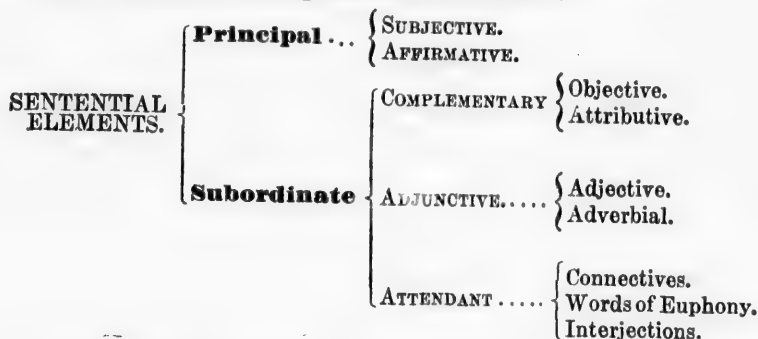 Principal ... SUBJECTIVE.
AFFIRMATIVE.
SENTENTIAL
ELEMENTS.
COMPLEMENTARY Objective.
Attributive.
Subordinate ADJUNCTIVE..... Adjective.
Adverbial.
ATTENDANT ..... Connectives.
Words of Euphony.
Interjections.